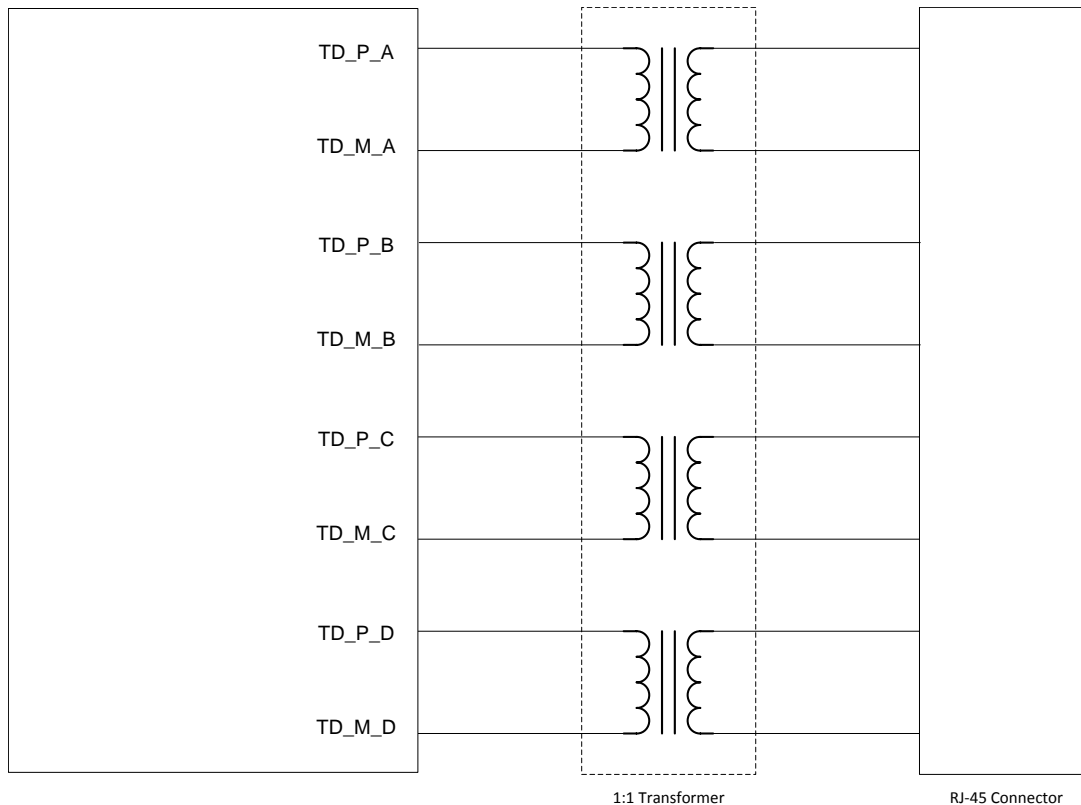 TD_P_A
TD_M_A
TD_P_B
TD_M_B
TD_P_C
TD_M_C
TD_P_D
TD_M_D
1:1 Transformer
RJ-45 Connector